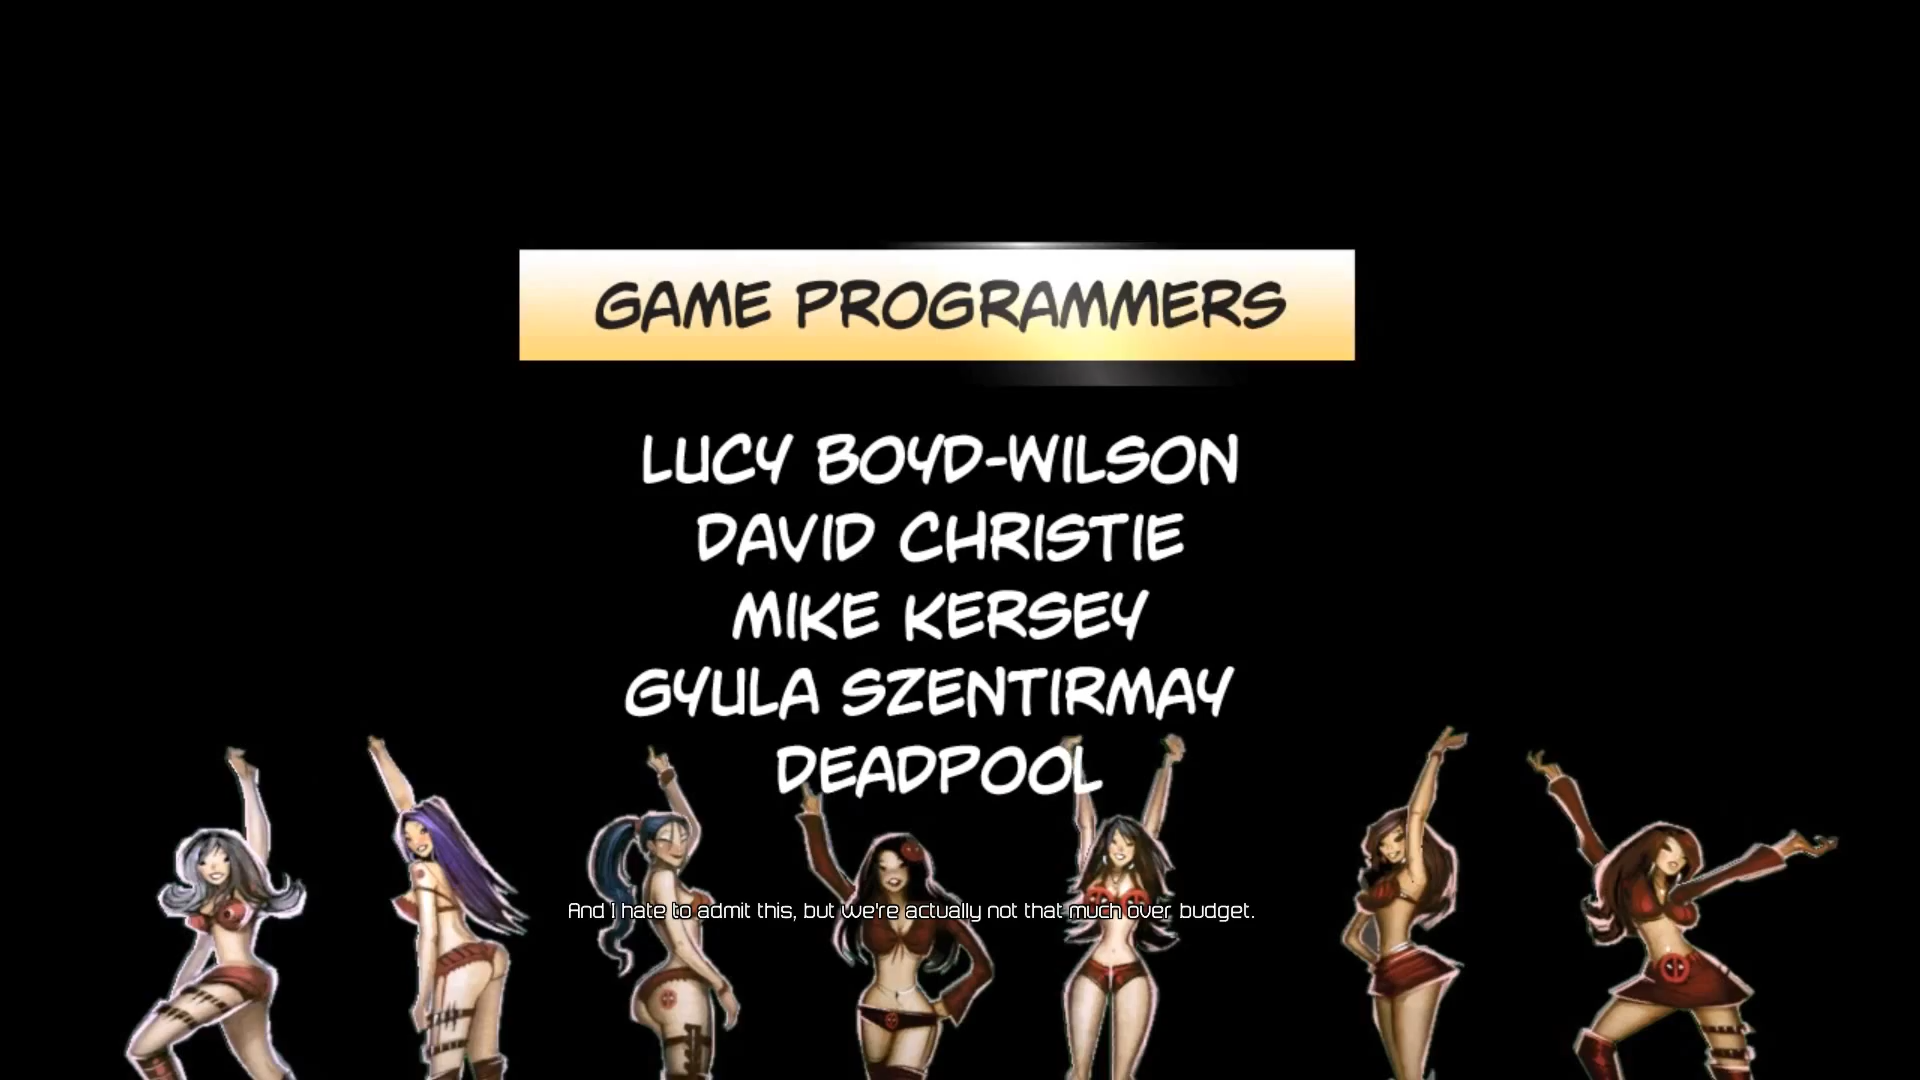 GAME PROGRAMMERS
LUCY BOYD-WILSON
DAVID CHRISTIE
MIKE KERSEY
GYULA SZENTIRMAY
DEADPOOL
And I hate to admit this, but we're actually not that much over budget.